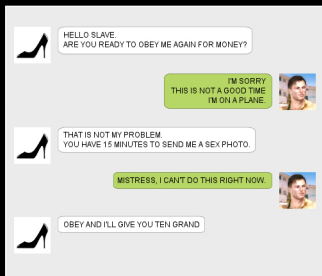 HELLO SLAVE.
ARE YOU READY TO OBEY ME AGAIN FOR MONEY?
I'M SORRY
THIS IS NOT A GOOD TIME
I'M ON A PLANE.
THAT IS NOT MY PROBLEM.
YOU HAVE 15 MINUTES TO SEND ME A SEX PHOTO.
MISTRESS, I CAN'T DO THIS RIGHT NOW.
OBEY AND I'LL GIVE YOU TEN GRAND